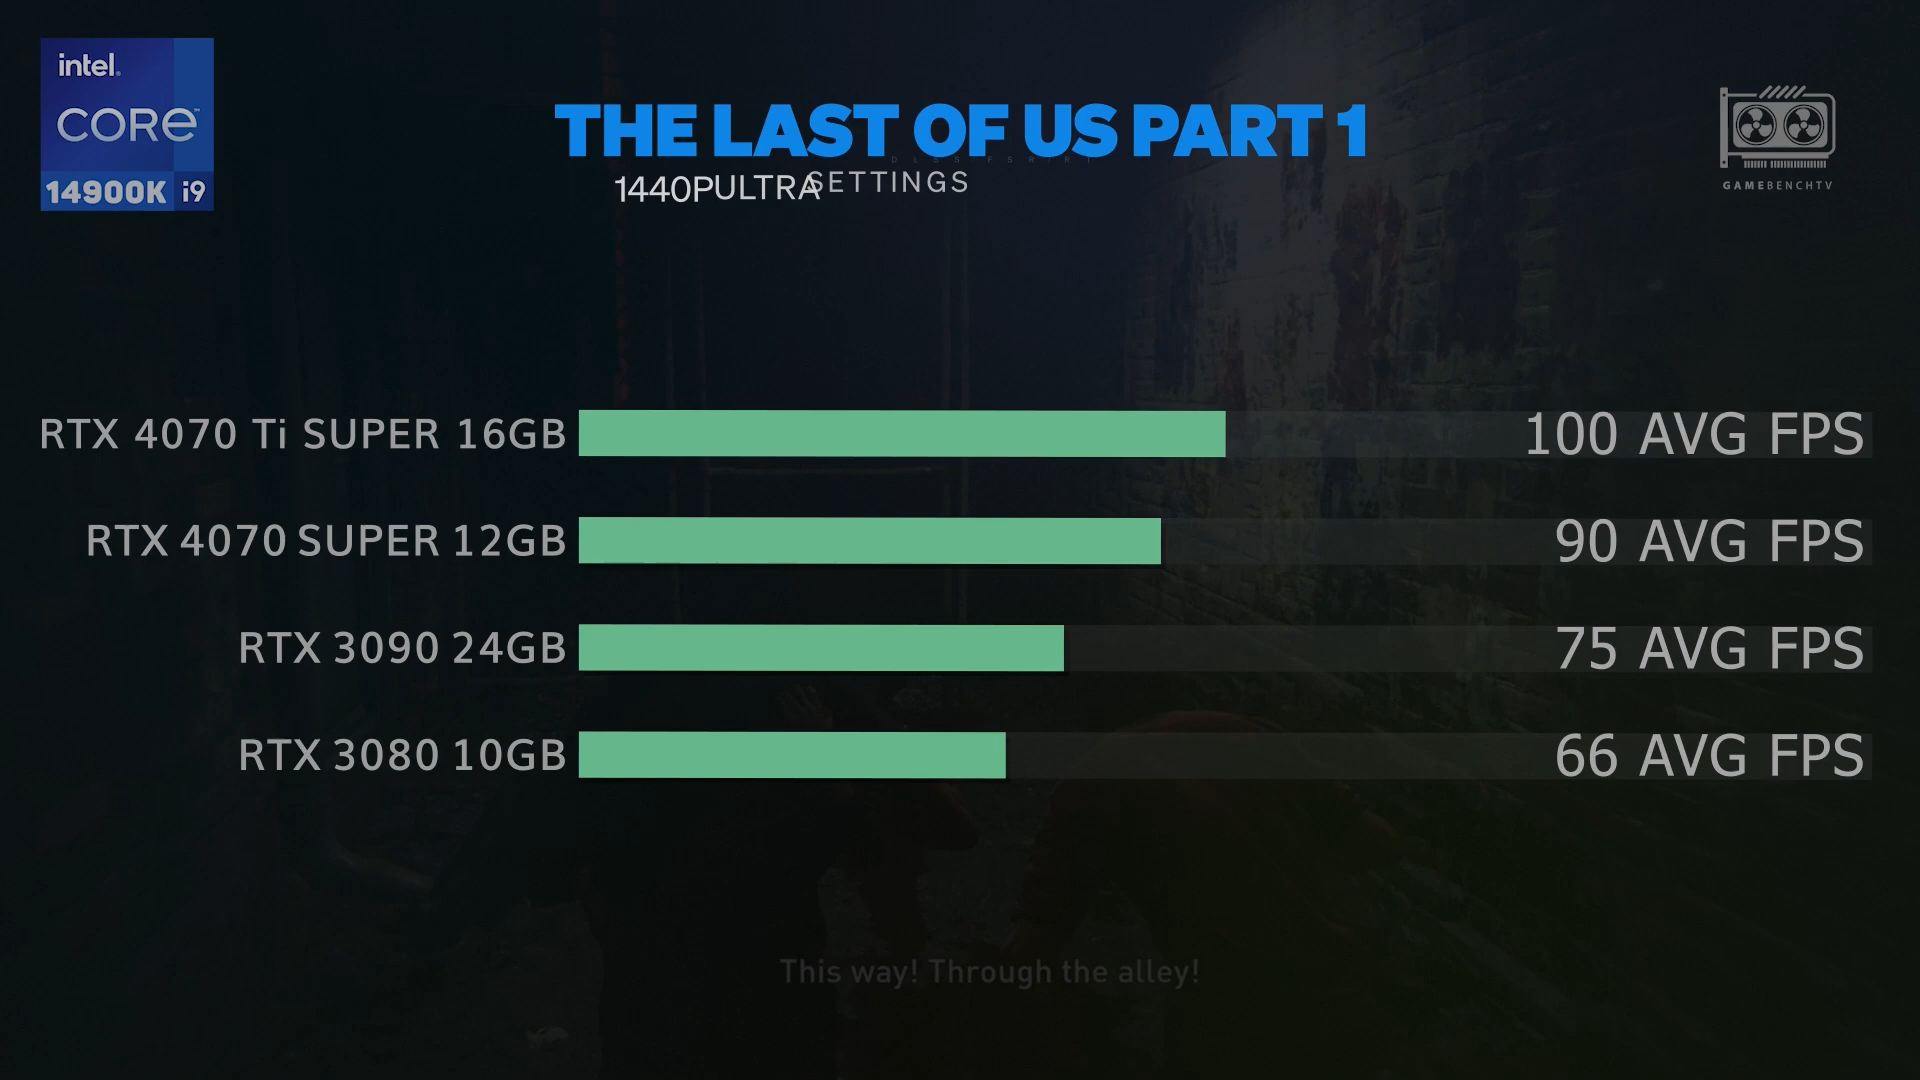 intel.
CORE™
14900K i9
THE LAST OF US PART 1
1440PULTRA SETTINGS
GAMEBENCHTV
RTX 4070 Ti SUPER 16GB 100 AVG FPS
RTX 4070 SUPER 12GB 90 AVG FPS
RTX 3090 24GB 75 AVG FPS
RTX 3080 10GB 66 AVG FPS
This way! Through the alley!